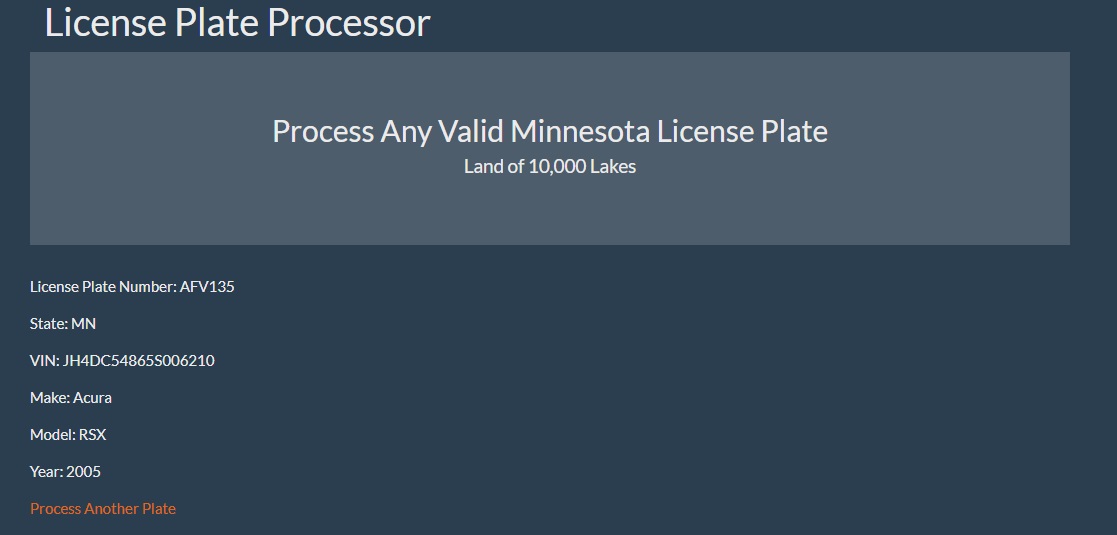 License Plate Processor
Process Any Valid Minnesota License Plate
Land of 10,000 Lakes
License Plate Number: AFV135
State: MN
VIN: JH4DC54865S006210
Make: Acura
Model: RSX
Year: 2005
Process Another Plate